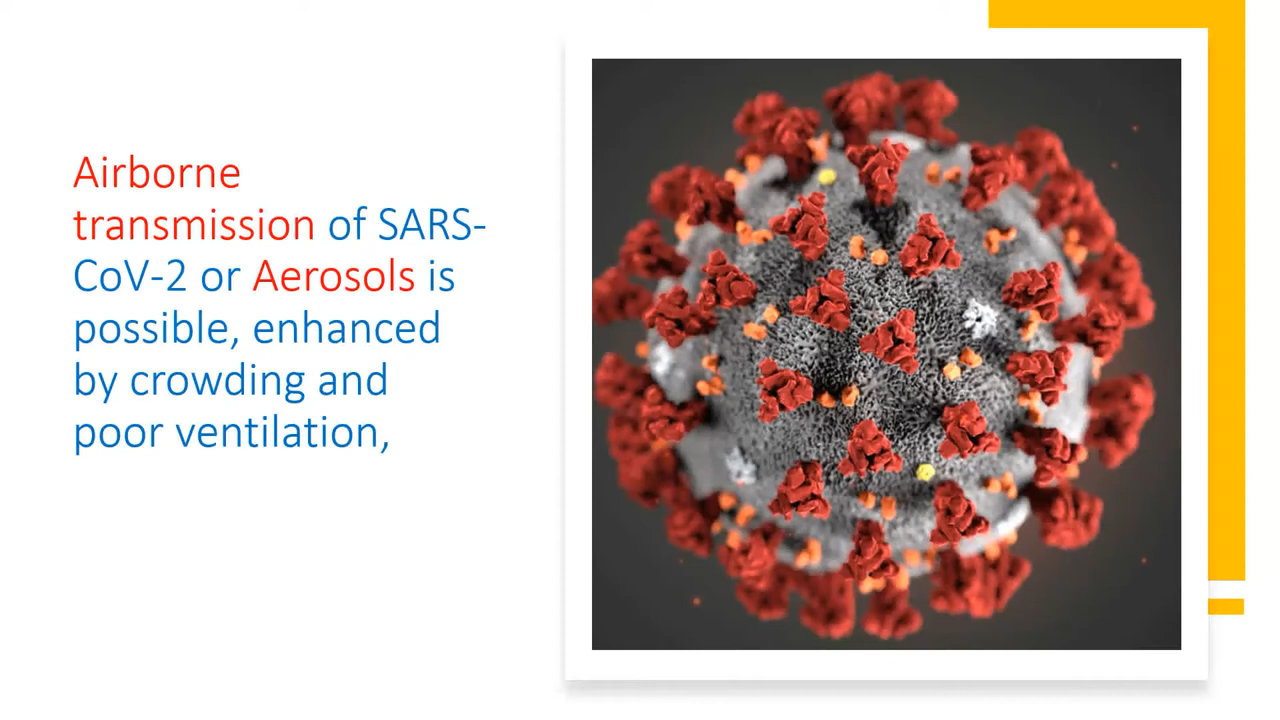 Airborne
transmission of SARS-
CoV-2 or Aerosols is
possible, enhanced
by crowding and
poor ventilation,